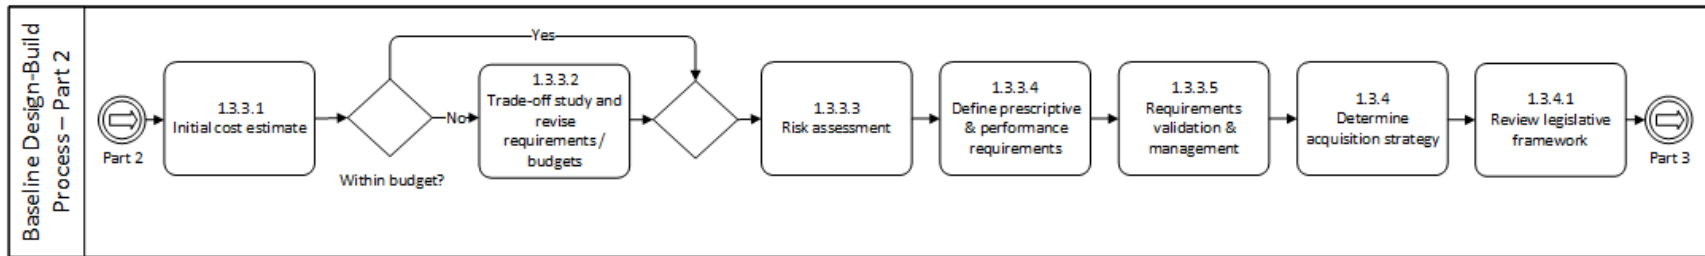 Baseline Design-Build
Process – Part 2
Part 2
1.3.3.1
Initial cost estimate
Within budget?
Yes
No
1.3.3.2
Trade-off study and
revise
requirements /
budgets
1.3.3.3
Risk assessment
1.3.3.4
Define prescriptive
& performance
requirements
1.3.3.5
Requirements
validation &
management
1.3.4
Determine
acquisition strategy
1.3.4.1
Review legislative
framework
Part 3